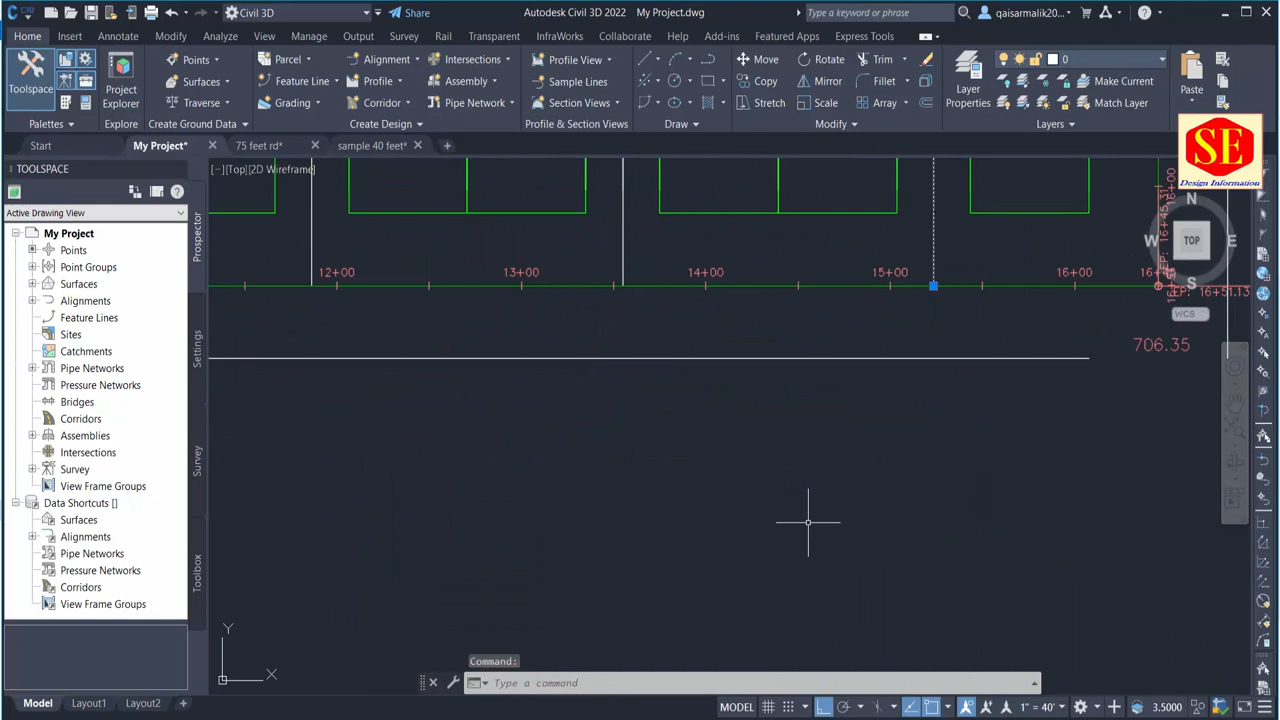 Civil 3D
Share
Autodesk Civil 3D 2022 My Project.dwg
Type a keyword or phrase
qaisarmalik20...
Home Insert Annotate Modify Analyze View Manage Output Survey Rail Transparent InfraWorks Collaborate Help Add-ins Featured Apps Express Tools
Toolspace
Project Explorer
Points
Surfaces
Traverse
Parcel
Feature Line
Grading
Alignment
Profile
Corridor
Intersections
Assembly
Pipe Network
Profile View
Sample Lines
Section Views
Move Rotate Trim
Copy Mirror Fillet
Stretch Scale Array
Layer Properties
0
Make Current
Match Layer
Paste
Palettes Explore Create Ground Data Create Design Profile & Section Views Draw Modify Layers
SE
Design Information
Start My Project* 75 feet rd* sample 40 feet*
TOOLSPACE
[-][Top][2D Wireframe]
Active Drawing View
My Project
Points
Point Groups
Surfaces
Alignments
Feature Lines
Sites
Catchments
Pipe Networks
Pressure Networks
Bridges
Corridors
Assemblies
Intersections
Survey
View Frame Groups
Data Shortcuts []
Surfaces
Alignments
Pipe Networks
Pressure Networks
Corridors
View Frame Groups
Prospector
Settings
Survey
Toolbox
12+00 13+00 14+00 15+00 16+00
EP: 16+51.13
706.35
N
W TOP E
S
WCS
Y
X
Command:
Type a command
Model Layout1 Layout2
MODEL
1" = 40'
3.5000